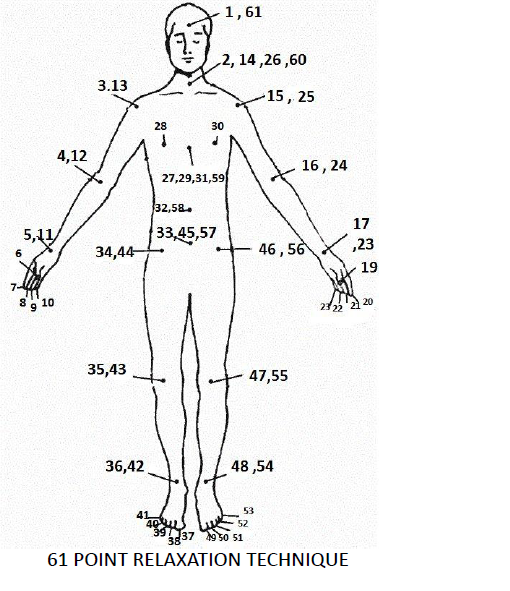 1 , 61
2, 14 ,26 ,60
3.13
15 , 25
28
30
4,12
16 , 24
27,29,31,59
32,58
33,45,57
5,11
17
,23
6
34,44
46 , 56
19
7
8 9 10
23 22 21 20
35,43
47,55
36,42
48 ,54
41
40
39
38
37
53
52
49 50 51
61 POINT RELAXATION TECHNIQUE